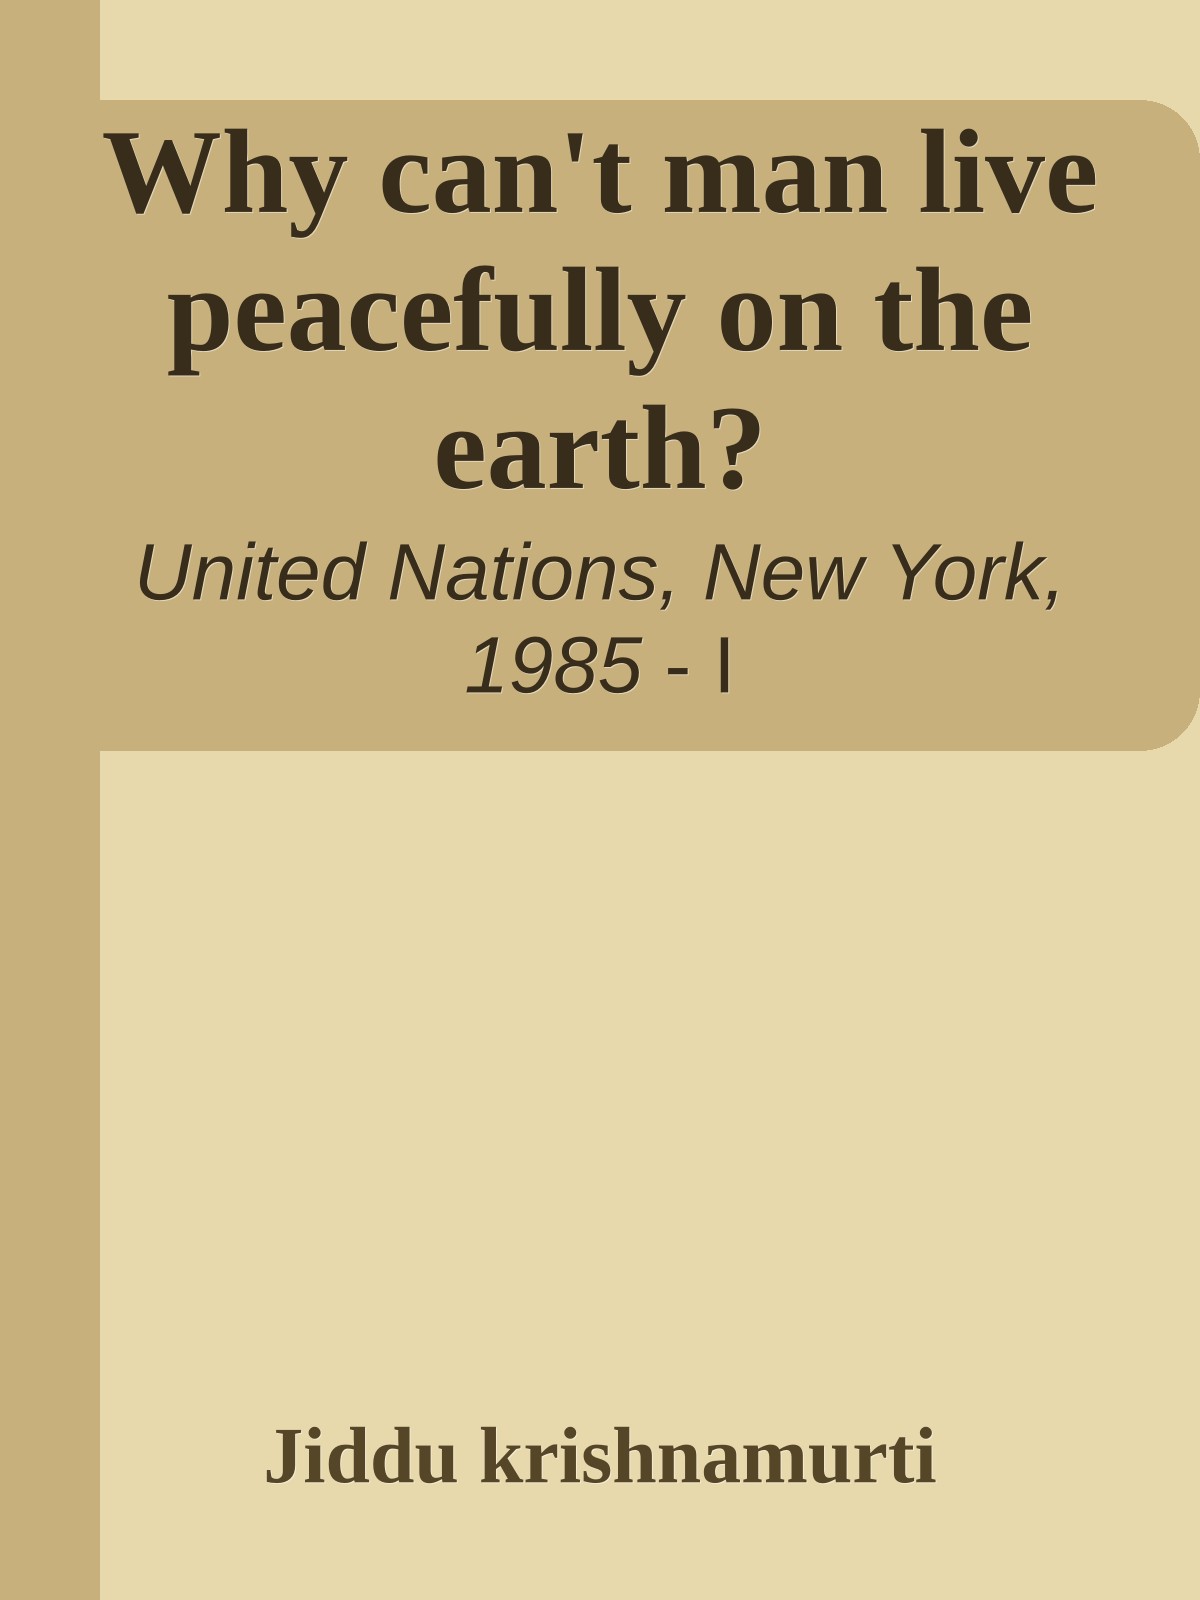 Why can't man live
peacefully on the
earth?
United Nations, New York,
1985 - I
Jiddu krishnamurti